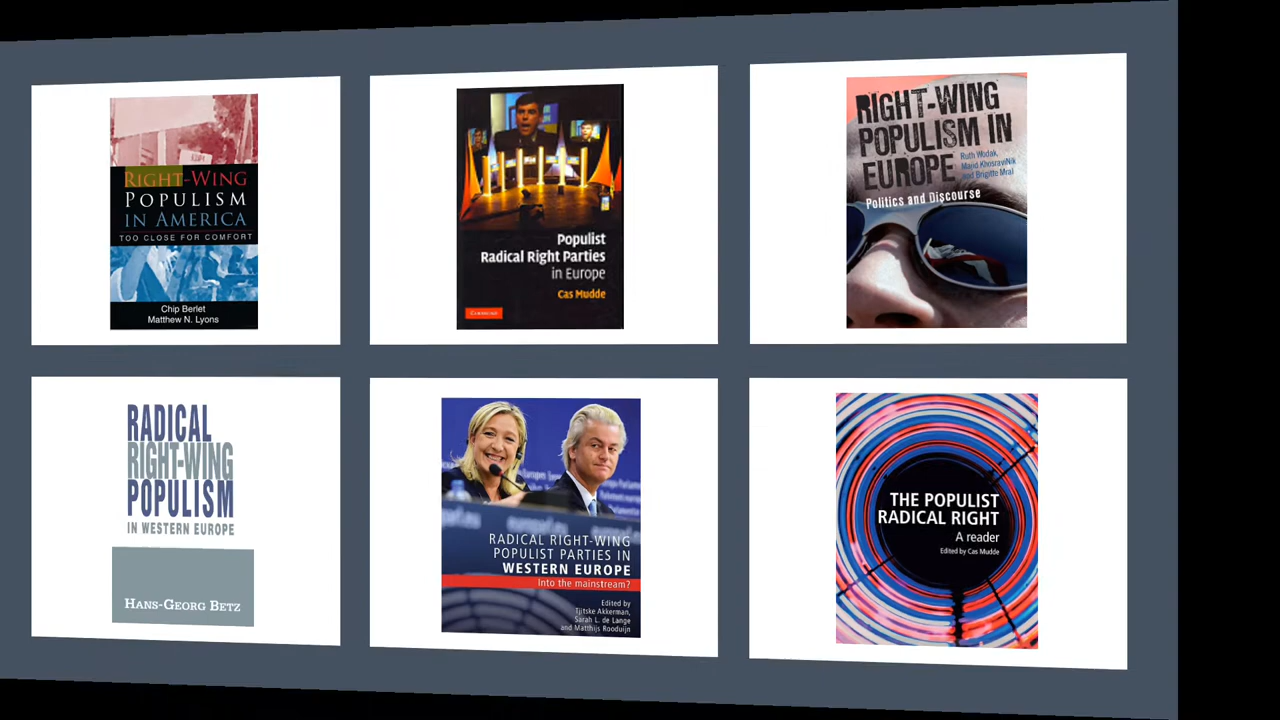 RIGHT-WING
POPULISM
IN AMERICA
TOO CLOSE FOR COMFORT
Chip Berlet
Matthew N. Lyons
Populist
Radical Right Parties
in Europe
Cas Mudde
CAMBRIDGE
RIGHT-WING
POPULISM IN
EUROPE
Ruth Wodak,
Majid KhosraviNik
and Brigitte Mral
Politics and Discourse
RADICAL
RIGHT-WING
POPULISM
IN WESTERN EUROPE
HANS-GEORG BETZ
RADICAL RIGHT-WING
POPULIST PARTIES IN
WESTERN EUROPE
Into the mainstream?
Edited by
Tjitske Akkerman,
Sarah L. de Lange
and Matthijs Rooduijn
THE POPULIST
RADICAL RIGHT
A reader
Edited by Cas Mudde